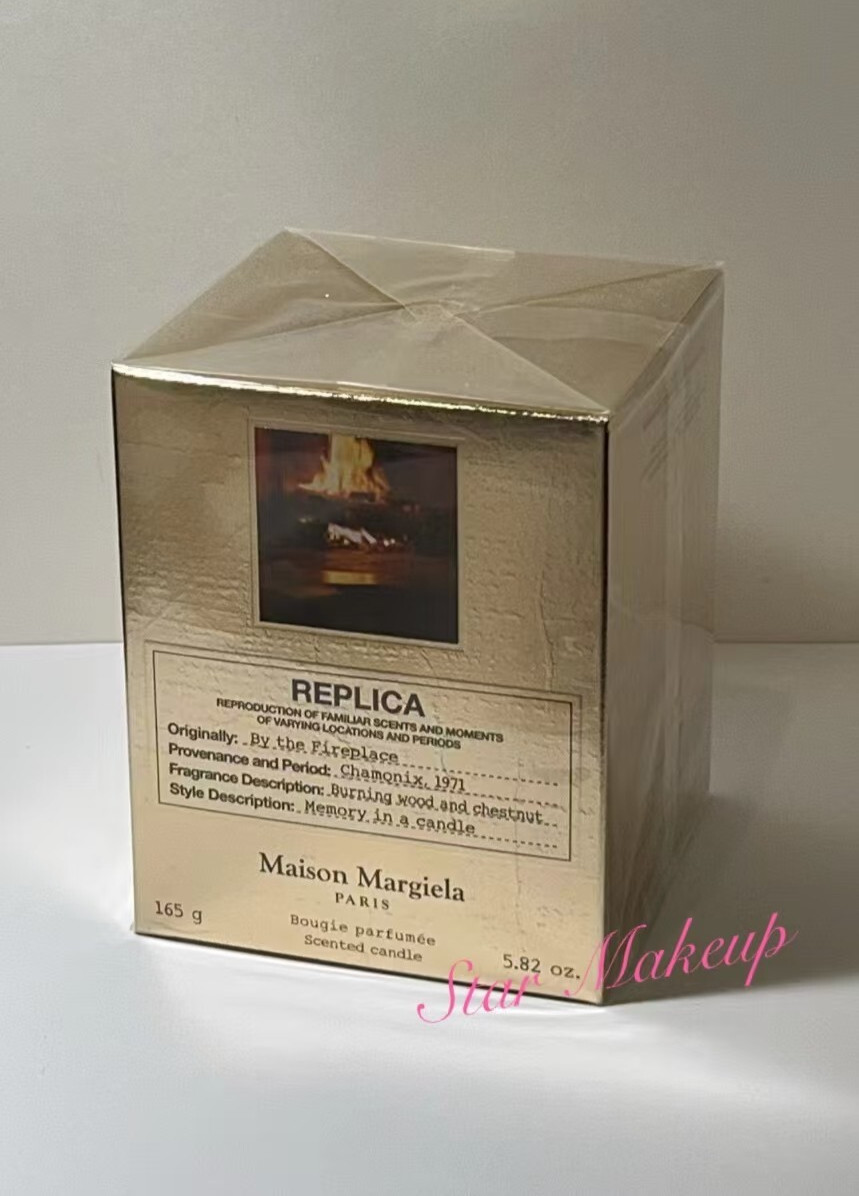 REPLICA
REPRODUCTION OF FAMILIAR SCENTS AND MOMENTS
OF VARYING LOCATIONS AND PERIODS
Originally: By the Fireplace
Provenance and Period: Chamonix, 1971
Fragrance Description: Burning wood and chestnut
Style Description: Memory in a candle
Maison Margiela
PARIS
165 g
Bougie parfumée
Scented candle
5.82 oz.
Star Makeup